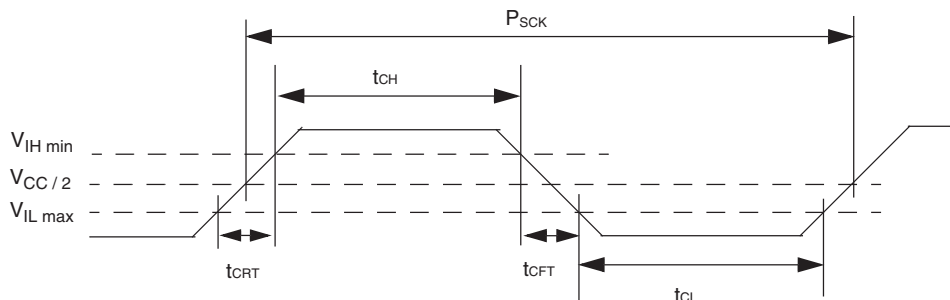 PSCK
tCH
VIH min
VCC / 2
VIL max
tCRT
tCFT
tCL